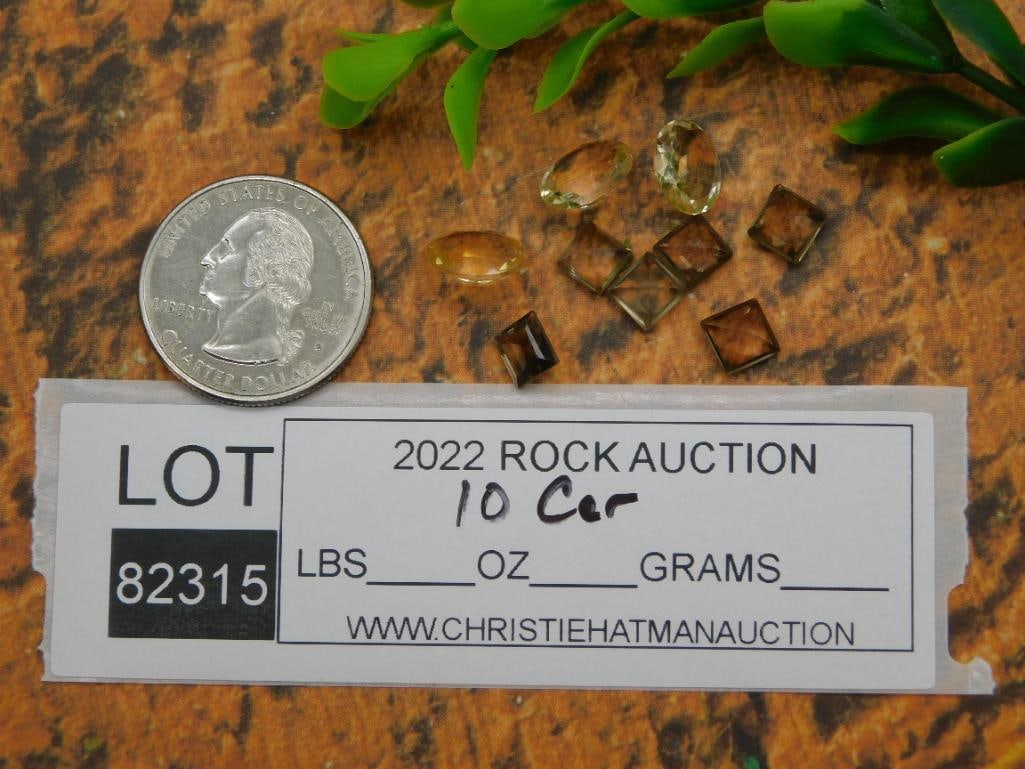 UNITED STATES OF AMERICA
LIBERTY
IN
GOD WE
TRUST
QUARTER DOLLAR
LOT
82315
2022 ROCK AUCTION
10 Car
LBS_____OZ_____GRAMS_____
WWW.CHRISTIEHATMANAUCTION